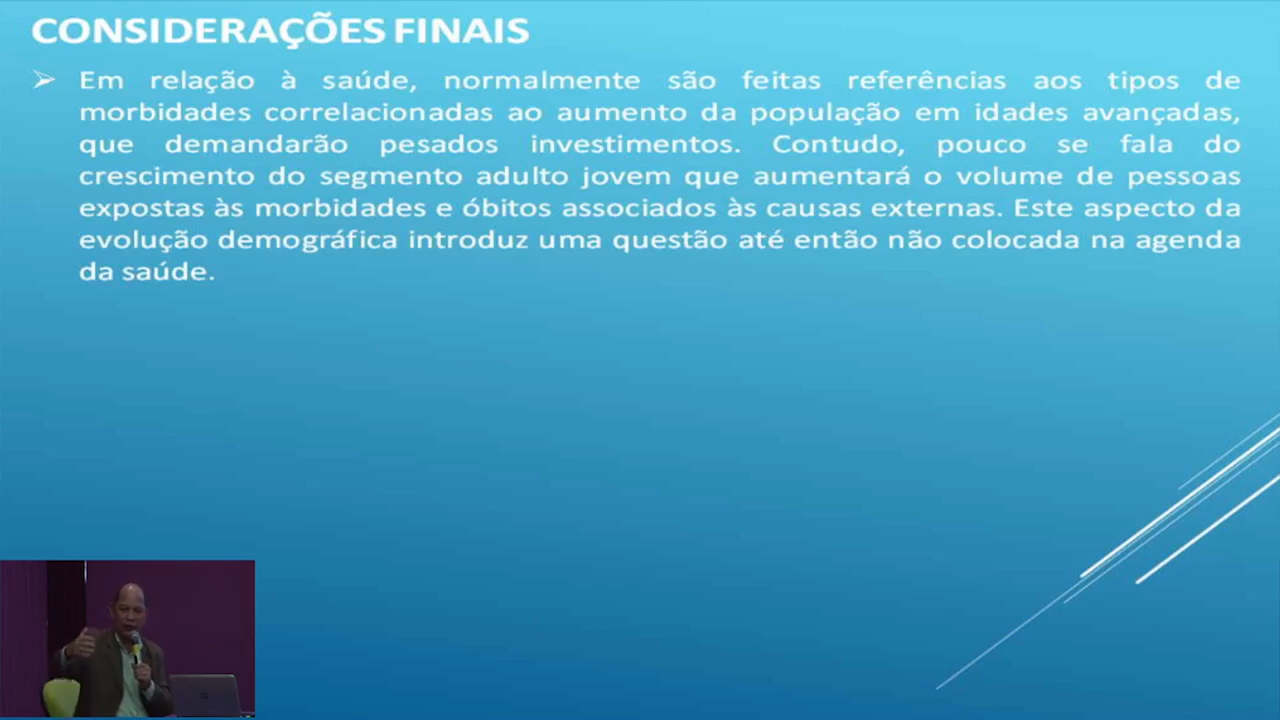 CONSIDERAÇÕES FINAIS
Em relação à saúde, normalmente são feitas referências aos tipos de
morbidades correlacionadas ao aumento da população em idades avançadas,
que demandarão pesados investimentos. Contudo, pouco se fala do
crescimento do segmento adulto jovem que aumentará o volume de pessoas
expostas às morbidades e óbitos associados às causas externas. Este aspecto da
evolução demográfica introduz uma questão até então não colocada na agenda
da saúde.